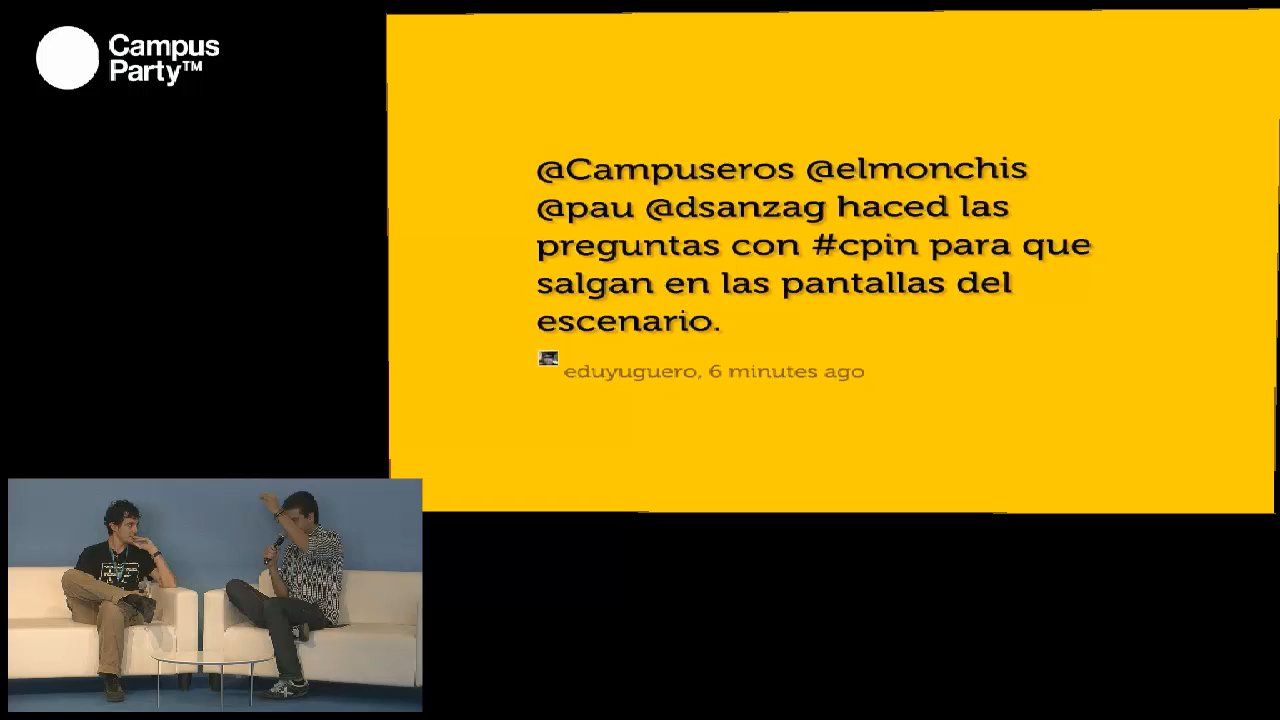 Campus
Party™
@Campuseros @elmonchis
@pau @dsanzag haced las
preguntas con #cpin para que
salgan en las pantallas del
escenario.
eduyuguero, 6 minutes ago